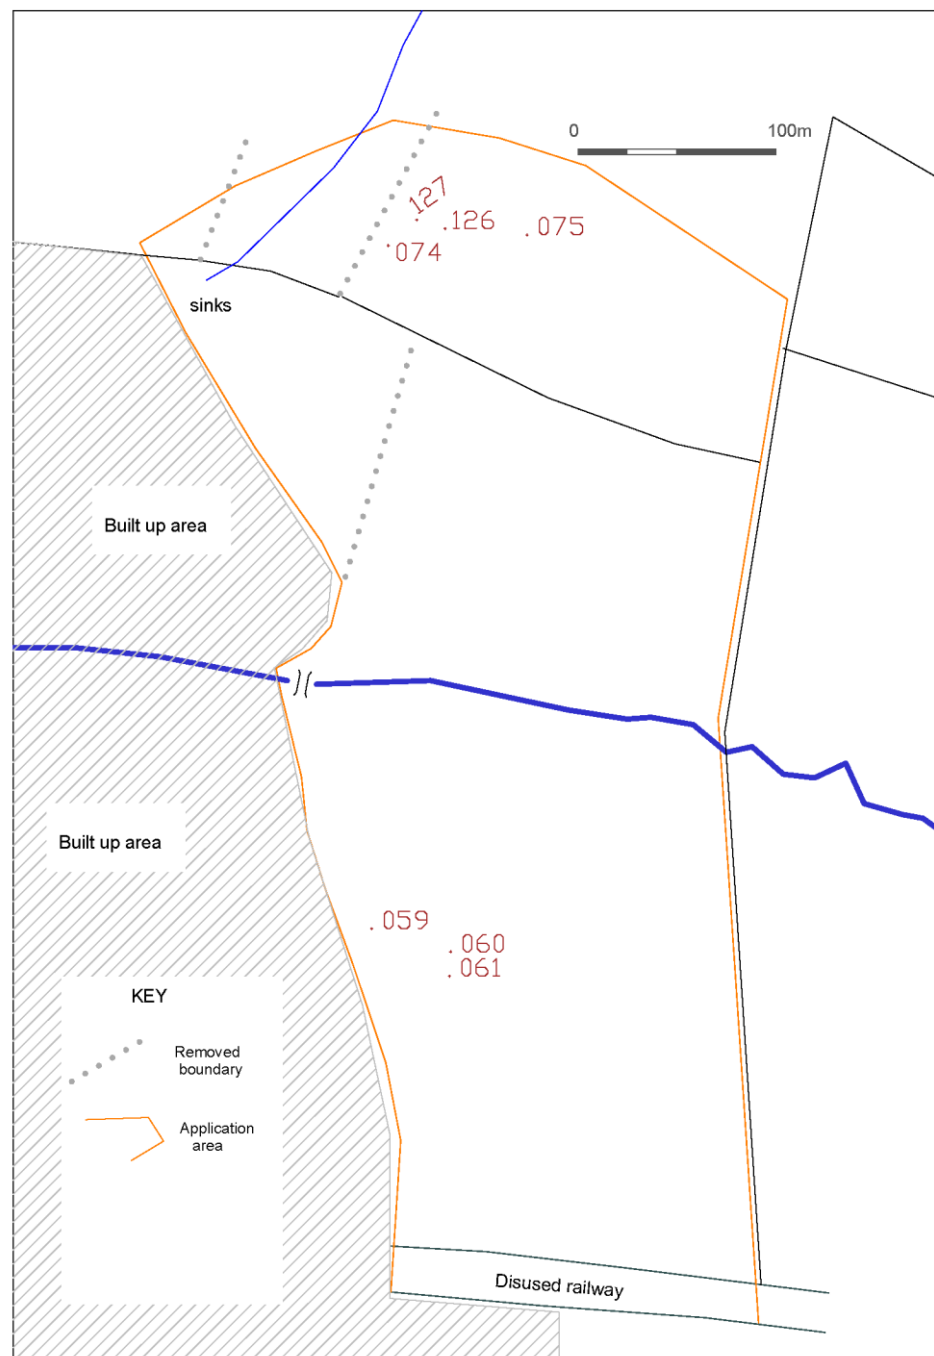 0 100m
.127
.126
.075
.074
sinks
Built up area
Built up area
.059
.060
.061
KEY
Removed
boundary
Application
area
Disused railway